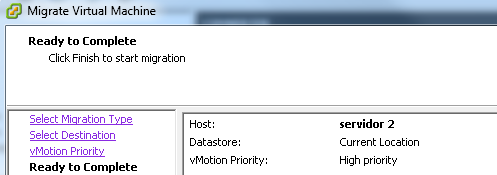 Migrate Virtual Machine
Ready to Complete
Click Finish to start migration
Select Migration Type
Select Destination
vMotion Priority
Ready to Complete
Host: servidor 2
Datastore: Current Location
vMotion Priority: High priority